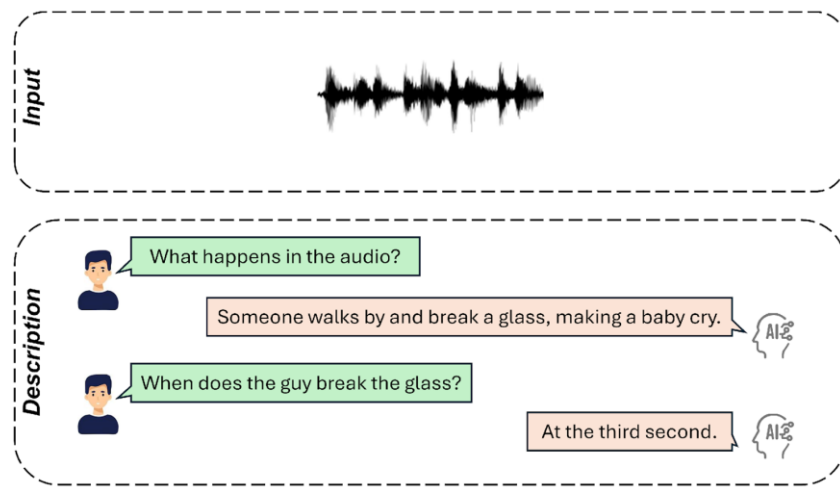 Input
Description
What happens in the audio?
Someone walks by and break a glass, making a baby cry.
AI
When does the guy break the glass?
At the third second.
AI